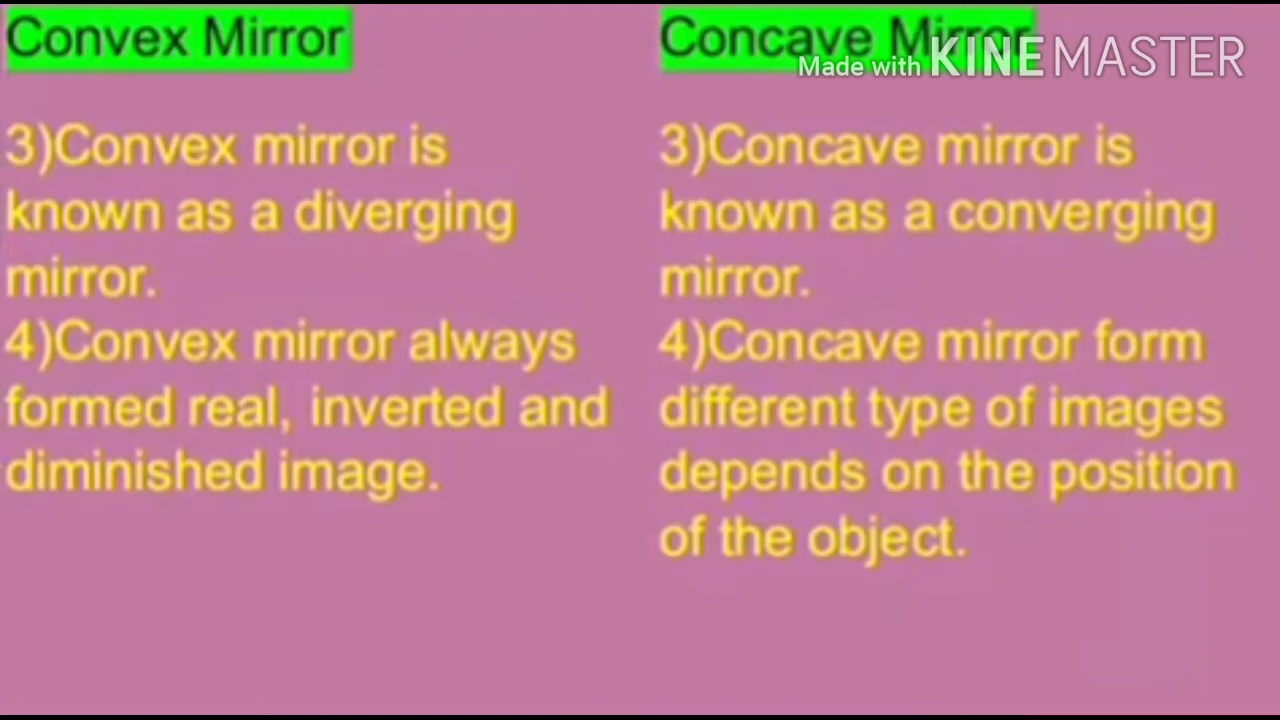 Convex Mirror
3)Convex mirror is
known as a diverging
mirror.
4)Convex mirror always
formed real, inverted and
diminished image.
Concave Mirror
Made with KINEMASTER
3)Concave mirror is
known as a converging
mirror.
4)Concave mirror form
different type of images
depends on the position
of the object.